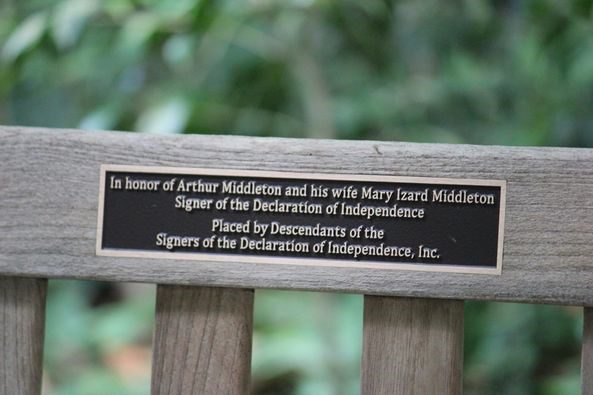 In honor of Arthur Middleton and his wife Mary Izard Middleton
Signer of the Declaration of Independence
Placed by Descendants of the
Signers of the Declaration of Independence, Inc.